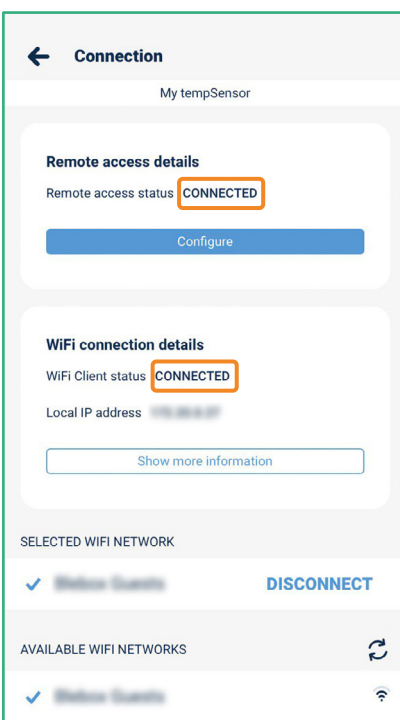 Connection
My tempSensor
Remote access details
Remote access status CONNECTED
Configure
WiFi connection details
WiFi Client status CONNECTED
Local IP address
Show more information
SELECTED WIFI NETWORK
DISCONNECT
AVAILABLE WIFI NETWORKS